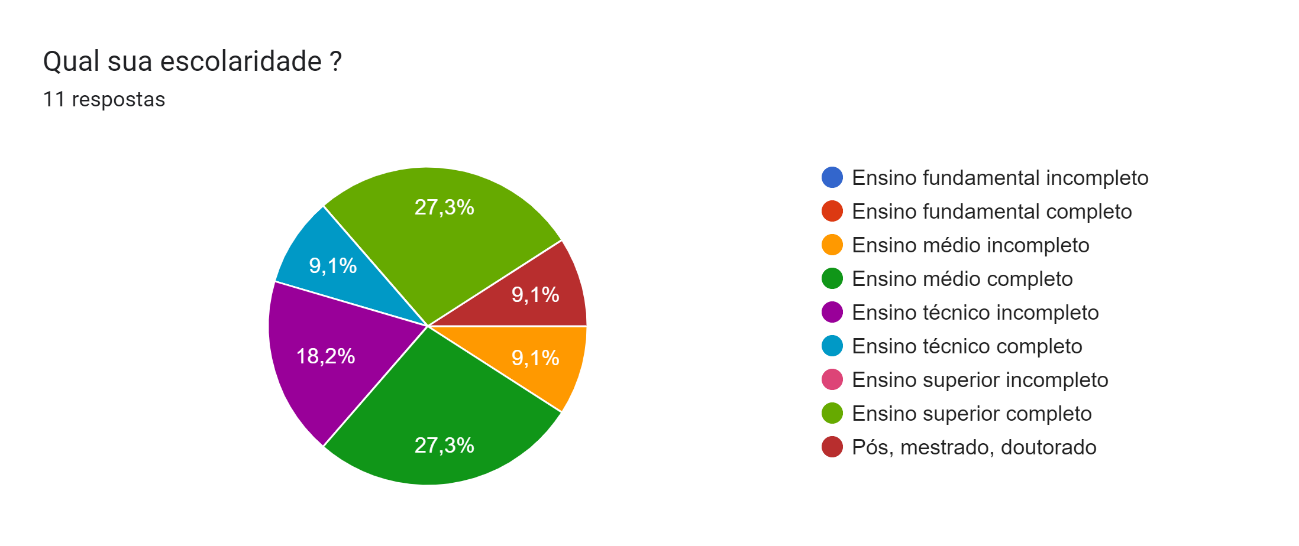 Qual sua escolaridade ?
11 respostas
27,3%
9,1%
9,1%
18,2%
9,1%
27,3%
Ensino fundamental incompleto
Ensino fundamental completo
Ensino médio incompleto
Ensino médio completo
Ensino técnico incompleto
Ensino técnico completo
Ensino superior incompleto
Ensino superior completo
Pós, mestrado, doutorado